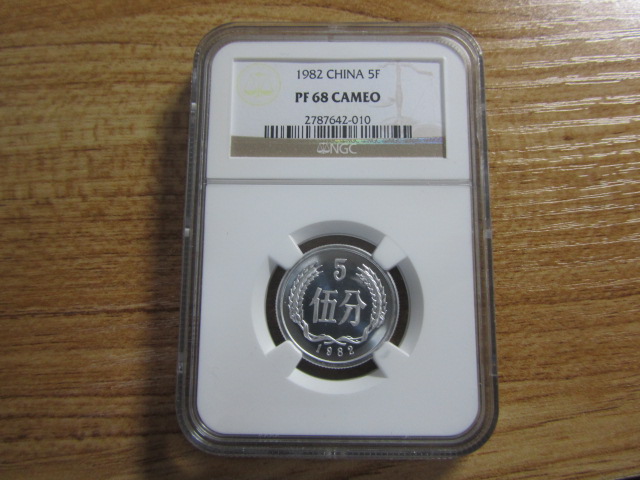 1982 CHINA 5F
PF 68 CAMEO
2787642-010
NGC
5
伍分
1982